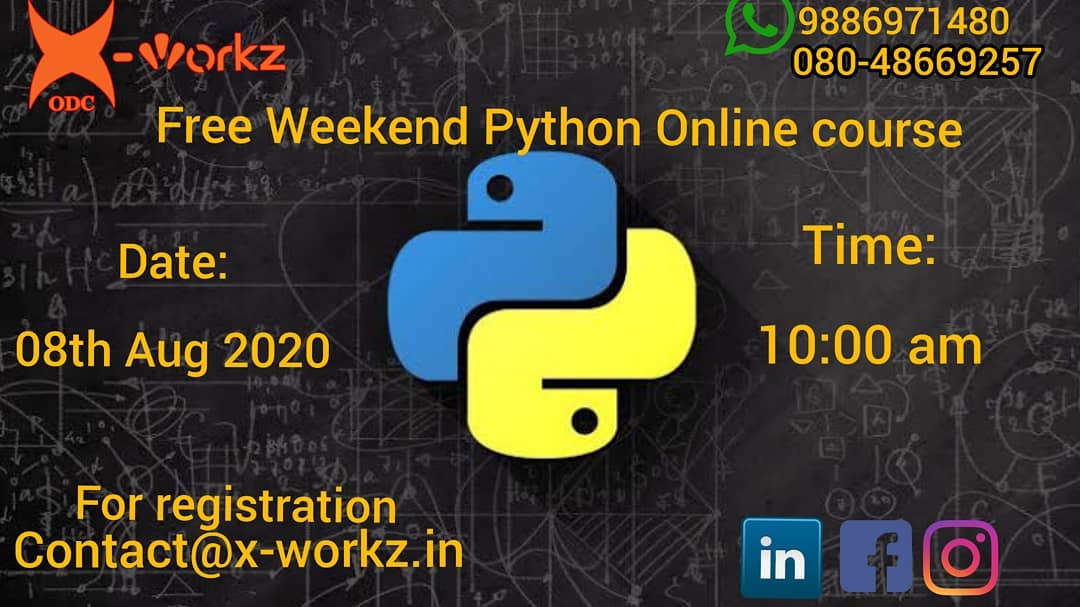 X-workz
ODC
9886971480
080-48669257
Free Weekend Python Online course
Date:
08th Aug 2020
Time:
10:00 am
For registration
Contact@x-workz.in
in
f